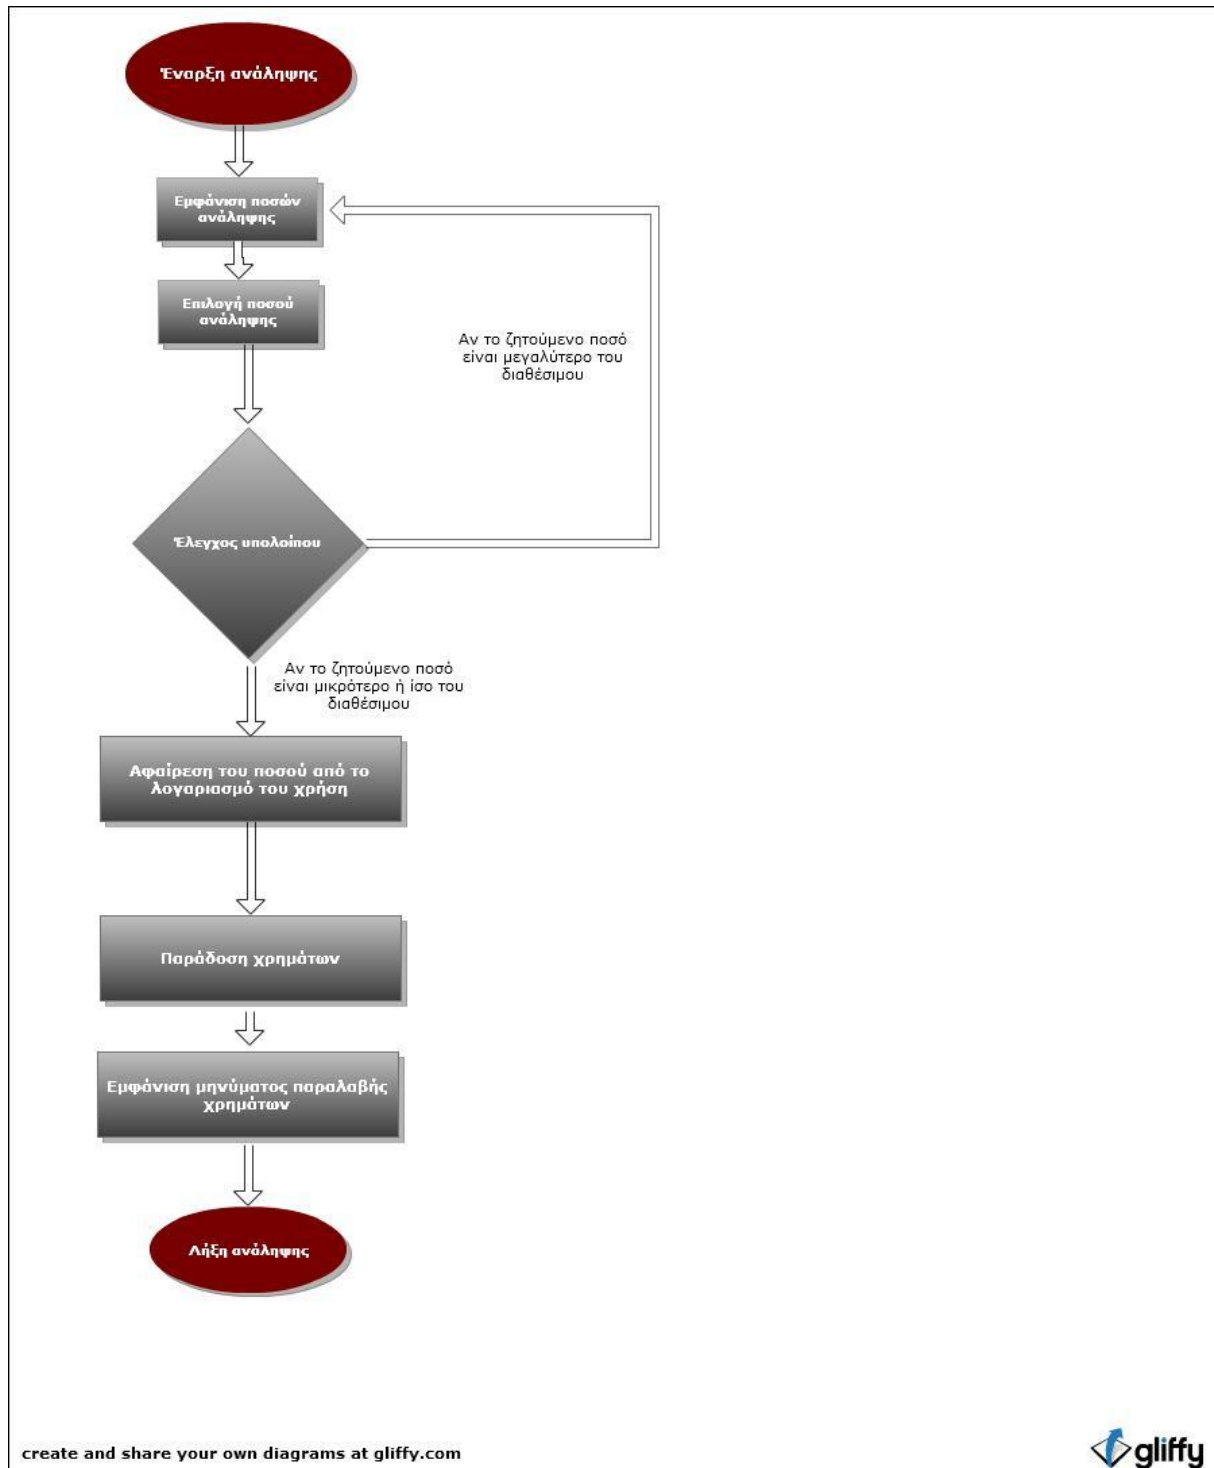 Έναρξη ανάληψης
Εμφάνιση ποσών
ανάληψης
Επιλογή ποσού
ανάληψης
Αν το ζητούμενο ποσό
είναι μεγαλύτερο του
διαθέσιμου
Έλεγχος υπολοίπου
Αν το ζητούμενο ποσό
είναι μικρότερο ή ίσο του
διαθέσιμου
Αφαίρεση του ποσού από το
λογαριασμό του χρήση
Παράδοση χρημάτων
Εμφάνιση μηνύματος παραλαβής
χρημάτων
Λήξη ανάληψης
create and share your own diagrams at gliffy.com
gliffy